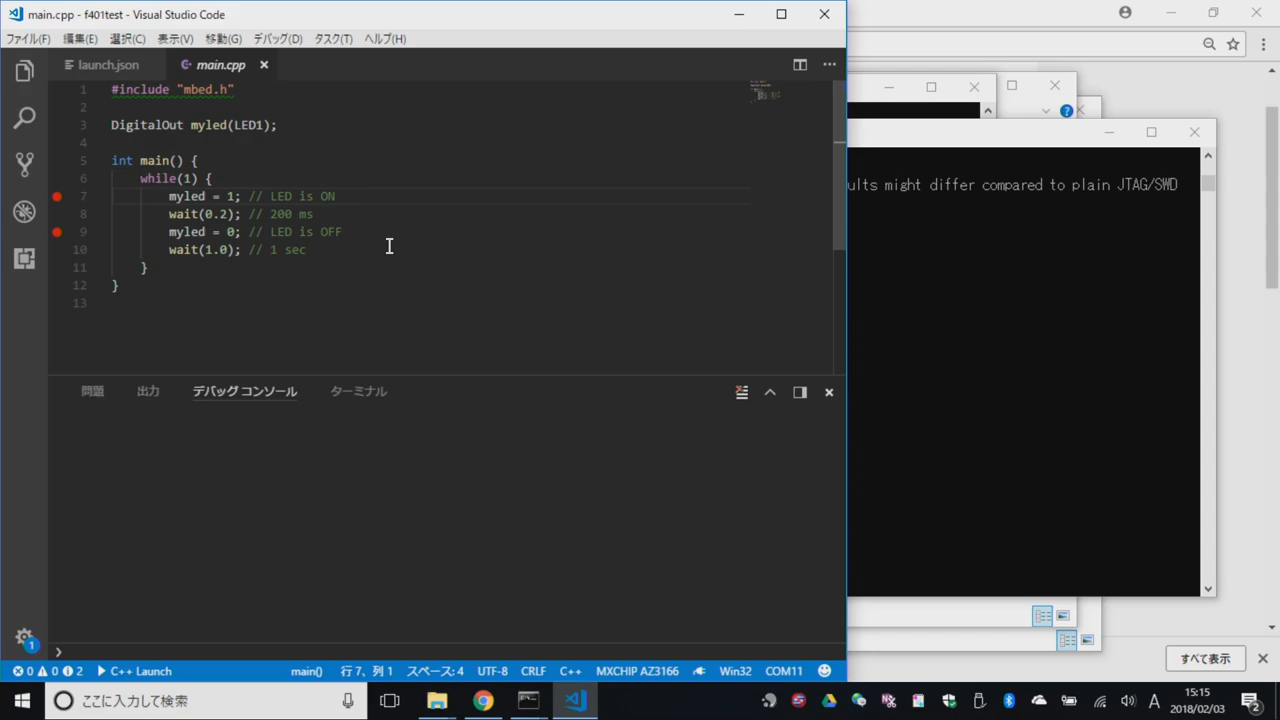 main.cpp - f401test - Visual Studio Code
ファイル(F) 編集(E) 選択(C) 表示(V) 移動(G) デバッグ(D) タスク(T) ヘルプ(H)
launch.json main.cpp
1 #include "mbed.h"
2
3 DigitalOut myled(LED1);
4
5 int main() {
6 while(1) {
7 myled = 1; // LED is ON
8 wait(0.2); // 200 ms
9 myled = 0; // LED is OFF
10 wait(1.0); // 1 sec
11 }
12 }
13
ults might differ compared to plain JTAG/SWD
問題 出力 デバッグ コンソール ターミナル
すべて表示
0 0 2 C++ Launch main() 行 7、列 1 スペース: 4 UTF-8 CRLF C++ MXCHIP AZ3166 Win32 COM11
1
ここに入力して検索
A
15:15
2018/02/03
2